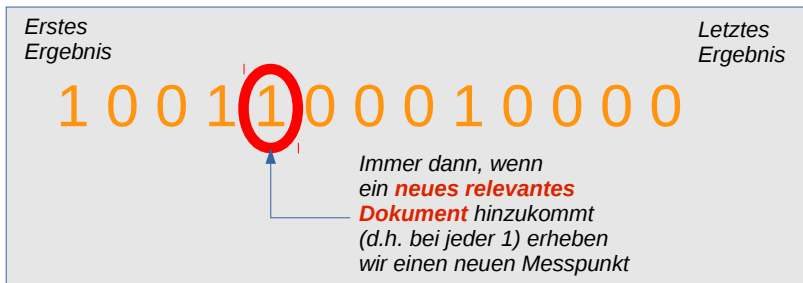 Erstes
Ergebnis
Letztes
Ergebnis
1 0 0 1 1 0 0 0 1 0 0 0 0
Immer dann, wenn
ein neues relevantes
Dokument hinzukommt
(d.h. bei jeder 1) erheben
wir einen neuen Messpunkt